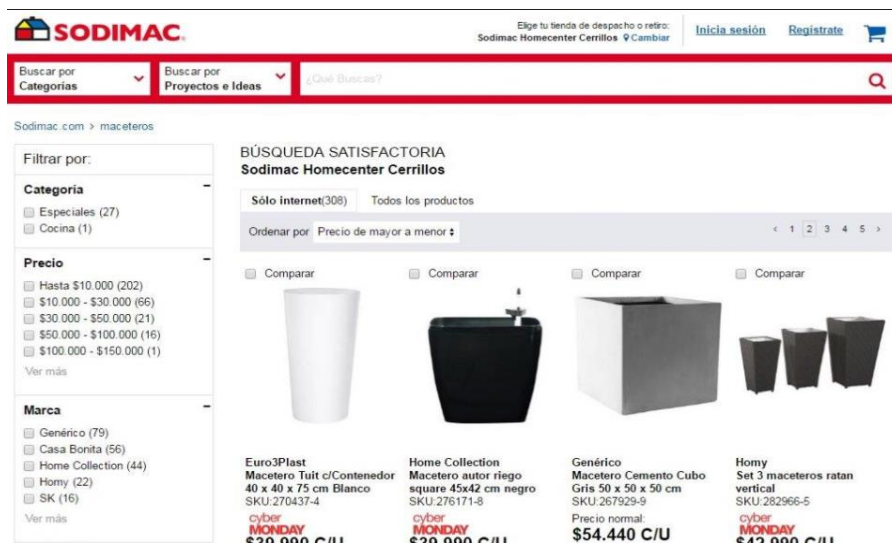 SODIMAC.
Elige tu tienda de despacho o retiro:
Sodimac Homecenter Cerrillos Cambiar
Inicia sesión
Regístrate
Buscar por
Categorías
Buscar por
Proyectos e Ideas
¿Qué Buscas?
Sodimac.com > maceteros
Filtrar por:
Categoría
Especiales (27)
Cocina (1)
Precio
Hasta $10.000 (202)
$10.000 - $30.000 (66)
$30.000 - $50.000 (21)
$50.000 - $100.000 (16)
$100.000 - $150.000 (1)
Ver más
Marca
Genérico (79)
Casa Bonita (56)
Home Collection (44)
Homy (22)
SK (16)
Ver más
BÚSQUEDA SATISFACTORIA
Sodimac Homecenter Cerrillos
Sólo internet(308) Todos los productos
Ordenar por Precio de mayor a menor
‹ 1 2 3 4 5 ›
Comparar
Comparar
Comparar
Comparar
Euro3Plast
Macetero Tuit c/Contenedor
40 x 40 x 75 cm Blanco
SKU:270437-4
cyber
MONDAY
$39.990 C/U
Home Collection
Macetero autor riego
square 45x42 cm negro
SKU:276171-8
cyber
MONDAY
$39.990 C/U
Genérico
Macetero Cemento Cubo
Gris 50 x 50 x 50 cm
SKU:267929-9
Precio normal:
$54.440 C/U
Homy
Set 3 maceteros ratan
vertical
SKU:282966-5
cyber
MONDAY
$42.990 C/U